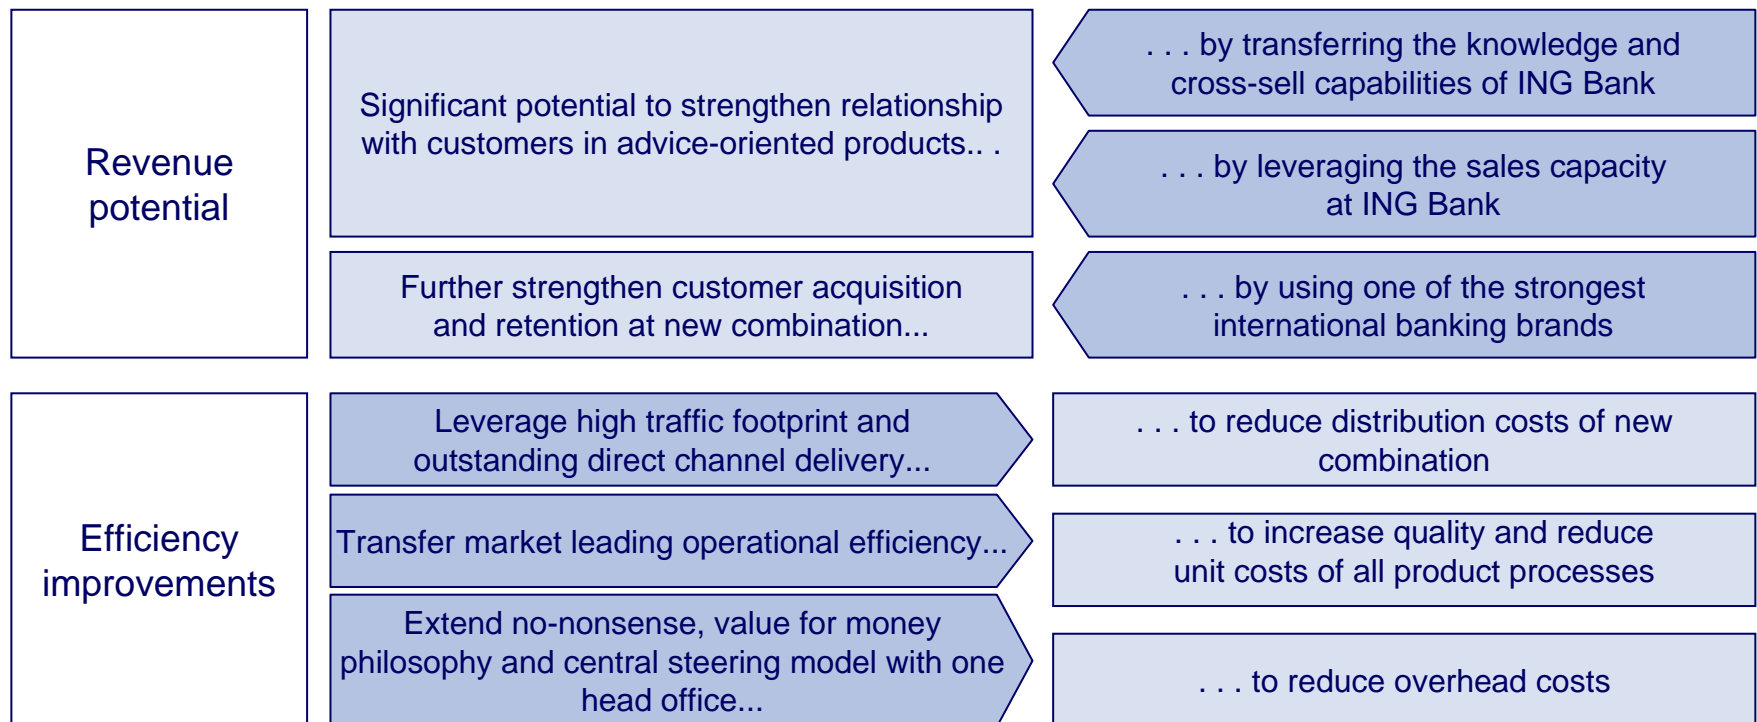 Revenue
potential
Significant potential to strengthen relationship
with customers in advice-oriented products.. .
. . . by transferring the knowledge and
cross-sell capabilities of ING Bank
. . . by leveraging the sales capacity
at ING Bank
Further strengthen customer acquisition
and retention at new combination...
. . . by using one of the strongest
international banking brands
Efficiency
improvements
Leverage high traffic footprint and
outstanding direct channel delivery...
. . . to reduce distribution costs of new
combination
Transfer market leading operational efficiency...
. . . to increase quality and reduce
unit costs of all product processes
Extend no-nonsense, value for money
philosophy and central steering model with one
head office...
. . . to reduce overhead costs